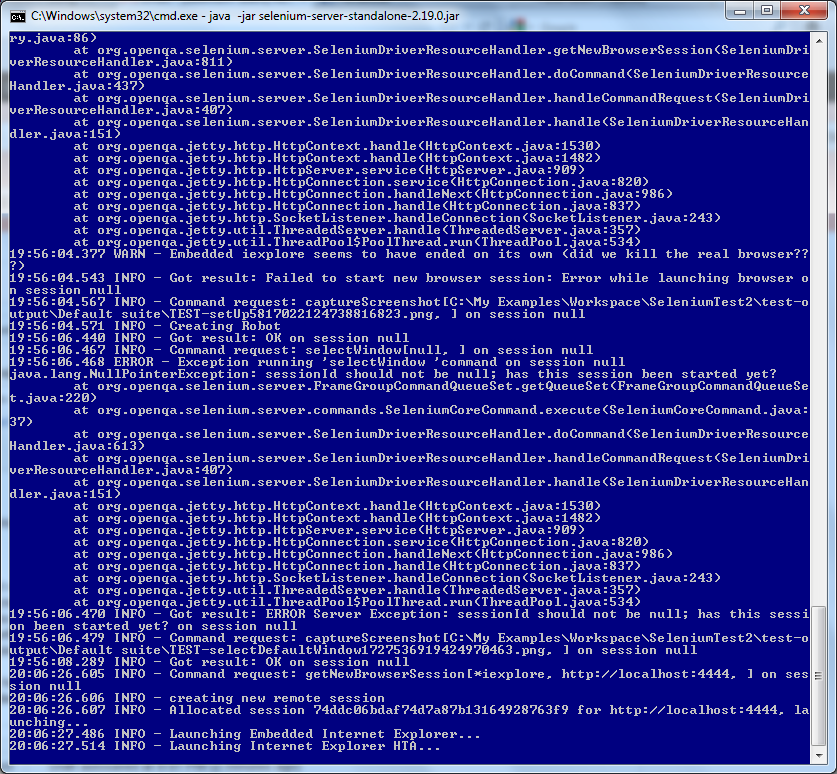 C:\Windows\system32\cmd.exe - java  -jar selenium-server-standalone-2.19.0.jar
ry.java:86)
        at org.openqa.selenium.server.SeleniumDriverResourceHandler.getNewBrowserSession(SeleniumDri
verResourceHandler.java:811)
        at org.openqa.selenium.server.SeleniumDriverResourceHandler.doCommand(SeleniumDriverResource
Handler.java:437)
        at org.openqa.selenium.server.SeleniumDriverResourceHandler.handleCommandRequest(SeleniumDri
verResourceHandler.java:407)
        at org.openqa.selenium.server.SeleniumDriverResourceHandler.handle(SeleniumDriverResourceHan
dler.java:151)
        at org.openqa.jetty.http.HttpContext.handle(HttpContext.java:1530)
        at org.openqa.jetty.http.HttpContext.handle(HttpContext.java:1482)
        at org.openqa.jetty.http.HttpServer.service(HttpServer.java:909)
        at org.openqa.jetty.http.HttpConnection.service(HttpConnection.java:820)
        at org.openqa.jetty.http.HttpConnection.handleNext(HttpConnection.java:986)
        at org.openqa.jetty.http.HttpConnection.handle(HttpConnection.java:837)
        at org.openqa.jetty.http.SocketListener.handleConnection(SocketListener.java:243)
        at org.openqa.jetty.util.ThreadedServer.handle(ThreadedServer.java:357)
        at org.openqa.jetty.util.ThreadPool$PoolThread.run(ThreadPool.java:534)
19:56:04.377 WARN - Embedded iexplore seems to have ended on its own (did we kill the real browser??
?)
19:56:04.543 INFO - Got result: Failed to start new browser session: Error while launching browser o
n session null
19:56:04.567 INFO - Command request: captureScreenshot[C:\My Examples\Workspace\SeleniumTest2\test-o
utput\Default suite\TEST-setUp5817022124738816823.png, ] on session null
19:56:04.571 INFO - Creating Robot
19:56:06.440 INFO - Got result: OK on session null
19:56:06.467 INFO - Command request: selectWindow[null, ] on session null
19:56:06.468 ERROR - Exception running 'selectWindow 'command on session null
java.lang.NullPointerException: sessionId should not be null; has this session been started yet?
        at org.openqa.selenium.server.FrameGroupCommandQueueSet.getQueueSet(FrameGroupCommandQueueSe
t.java:220)
        at org.openqa.selenium.server.commands.SeleniumCoreCommand.execute(SeleniumCoreCommand.java:
37)
        at org.openqa.selenium.server.SeleniumDriverResourceHandler.doCommand(SeleniumDriverResource
Handler.java:613)
        at org.openqa.selenium.server.SeleniumDriverResourceHandler.handleCommandRequest(SeleniumDri
verResourceHandler.java:407)
        at org.openqa.selenium.server.SeleniumDriverResourceHandler.handle(SeleniumDriverResourceHan
dler.java:151)
        at org.openqa.jetty.http.HttpContext.handle(HttpContext.java:1530)
        at org.openqa.jetty.http.HttpContext.handle(HttpContext.java:1482)
        at org.openqa.jetty.http.HttpServer.service(HttpServer.java:909)
        at org.openqa.jetty.http.HttpConnection.service(HttpConnection.java:820)
        at org.openqa.jetty.http.HttpConnection.handleNext(HttpConnection.java:986)
        at org.openqa.jetty.http.HttpConnection.handle(HttpConnection.java:837)
        at org.openqa.jetty.http.SocketListener.handleConnection(SocketListener.java:243)
        at org.openqa.jetty.util.ThreadedServer.handle(ThreadedServer.java:357)
        at org.openqa.jetty.util.ThreadPool$PoolThread.run(ThreadPool.java:534)
19:56:06.470 INFO - Got result: ERROR Server Exception: sessionId should not be null; has this sessi
on been started yet? on session null
19:56:06.479 INFO - Command request: captureScreenshot[C:\My Examples\Workspace\SeleniumTest2\test-o
utput\Default suite\TEST-selectDefaultWindow1727536919424970463.png, ] on session null
19:56:08.289 INFO - Got result: OK on session null
20:06:26.605 INFO - Command request: getNewBrowserSession[*iexplore, http://localhost:4444, ] on ses
sion null
20:06:26.606 INFO - creating new remote session
20:06:26.607 INFO - Allocated session 74ddc06bdaf74d7a87b13164928763f9 for http://localhost:4444, la
unching...
20:06:27.486 INFO - Launching Embedded Internet Explorer...
20:06:27.514 INFO - Launching Internet Explorer HTA...